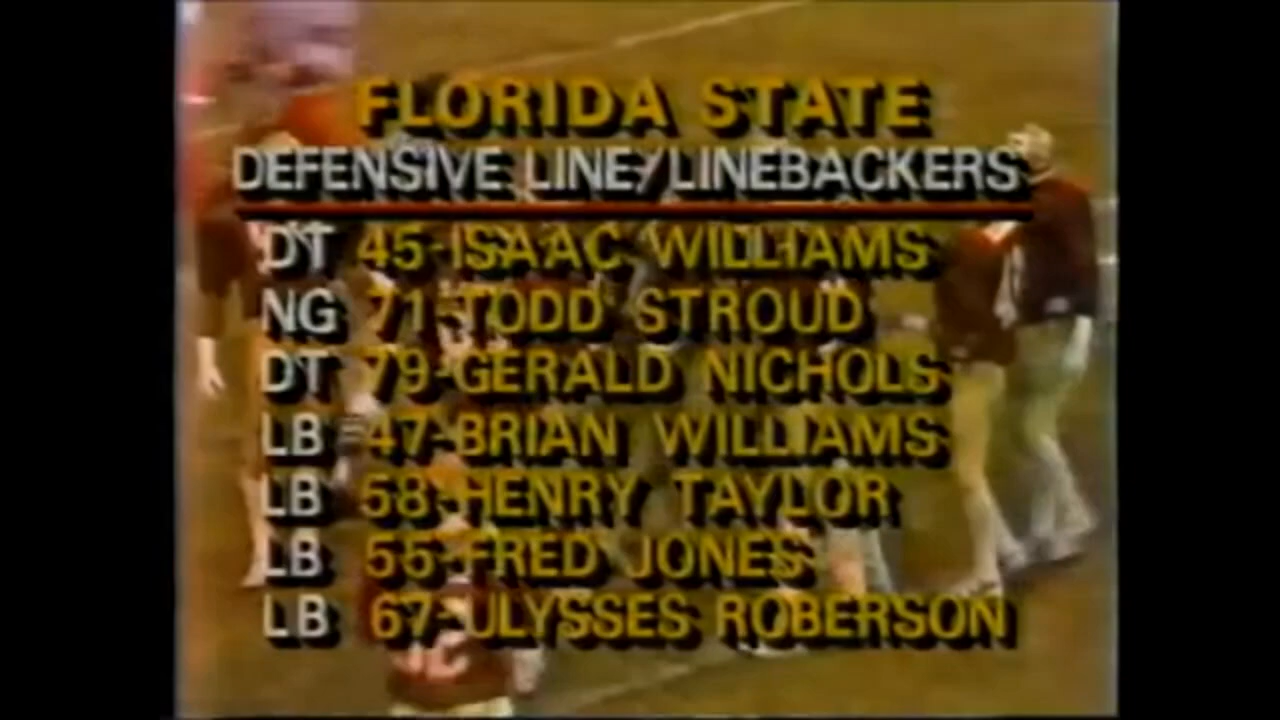 FLORIDA STATE
DEFENSIVE LINE/LINEBACKERS
DT 45-ISAAC WILLIAMS
NG 71-TODD STROUD
DT 79-GERALD NICHOLS
LB 47-BRIAN WILLIAMS
LB 58-HENRY TAYLOR
LB 55-FRED JONES
LB 67-ULYSSES ROBERSON